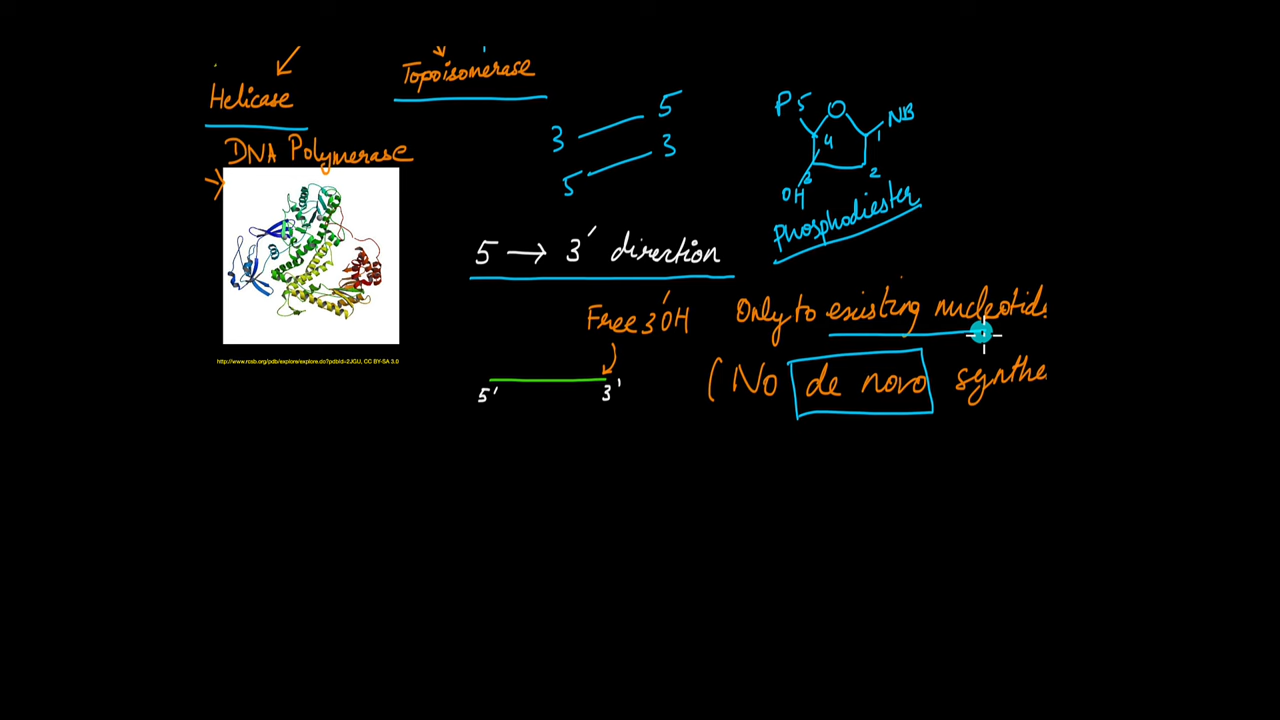 Helicase
Topoisomerase
DNA Polymerase
3 5
5 3
P 5 O NB
4 1
3 2
OH
Phosphodiester
5 → 3' direction
Free 3'OH
Only to existing nucleotid
5' 3'
(No de novo synthe
http://www.rcsb.org/pdb/explore/explore.do?pdbId=2JGU, CC BY-SA 3.0